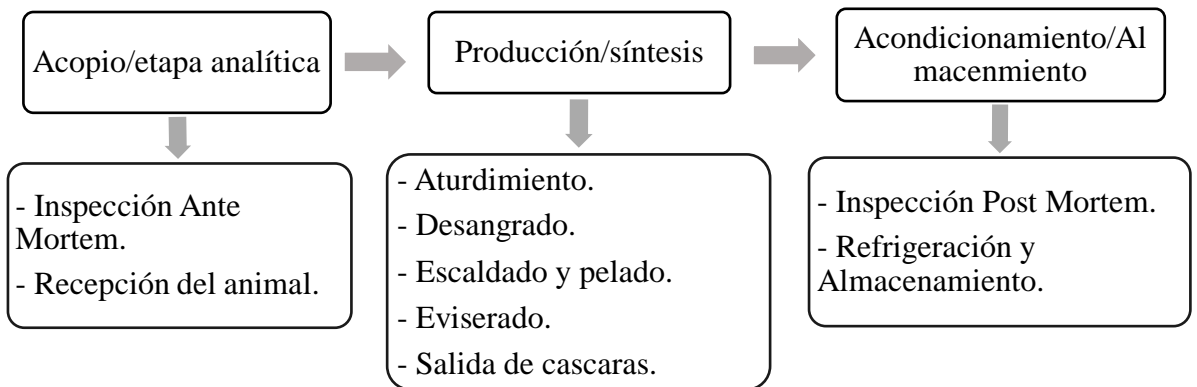 Acopio/etapa analítica
Producción/síntesis
Acondicionamiento/Al
macenmiento
- Inspección Ante
Mortem.
- Recepción del animal.
- Aturdimiento.
- Desangrado.
- Escaldado y pelado.
- Eviserado.
- Salida de cascaras.
- Inspección Post Mortem.
- Refrigeración y
Almacenamiento.